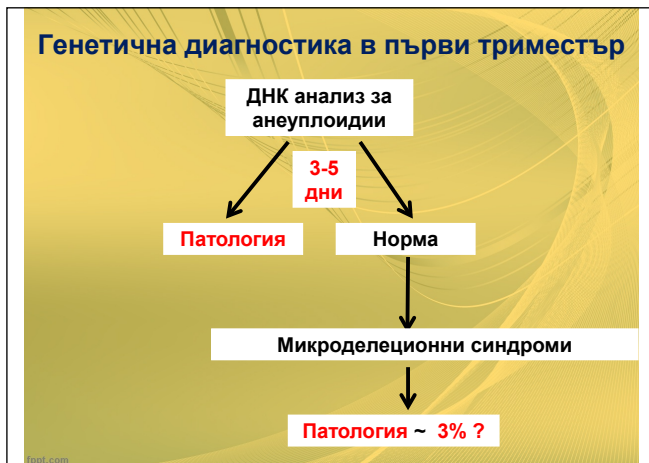 Генетична диагностика в първи триместър
ДНК анализ за
анеуплоидии
3-5
дни
Патология
Норма
Микроделеционни синдроми
Патология ~ 3% ?
fppt.com